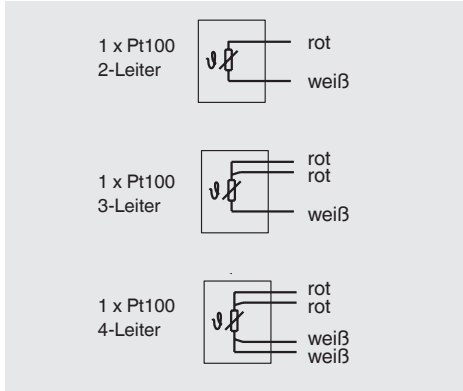 1 x Pt100
2-Leiter
rot
weiß
1 x Pt100
3-Leiter
rot
rot
weiß
1 x Pt100
4-Leiter
rot
rot
weiß
weiß